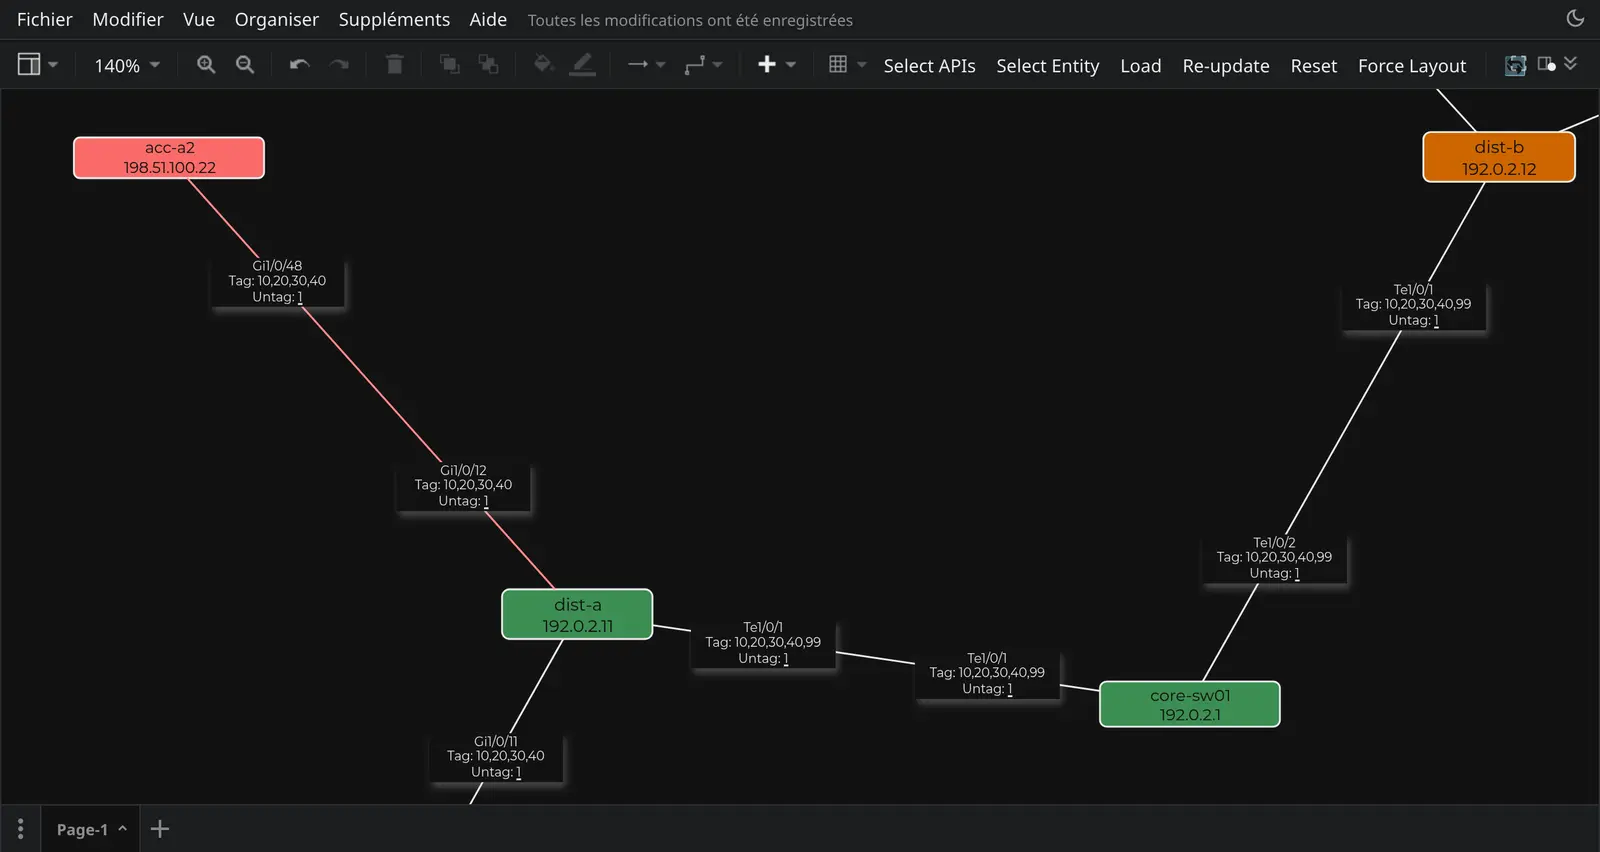 Fichier Modifier Vue Organiser Suppléments Aide Toutes les modifications ont été enregistrées
140% Select APIs Select Entity Load Re-update Reset Force Layout
acc-a2
198.51.100.22
dist-b
192.0.2.12
Gi1/0/48
Tag: 10,20,30,40
Untag: 1
Te1/0/1
Tag: 10,20,30,40,99
Untag: 1
Gi1/0/12
Tag: 10,20,30,40
Untag: 1
Te1/0/2
Tag: 10,20,30,40,99
Untag: 1
dist-a
192.0.2.11
Te1/0/1
Tag: 10,20,30,40,99
Untag: 1
Te1/0/1
Tag: 10,20,30,40,99
Untag: 1
core-sw01
192.0.2.1
Gi1/0/11
Tag: 10,20,30,40
Untag: 1
Page-1